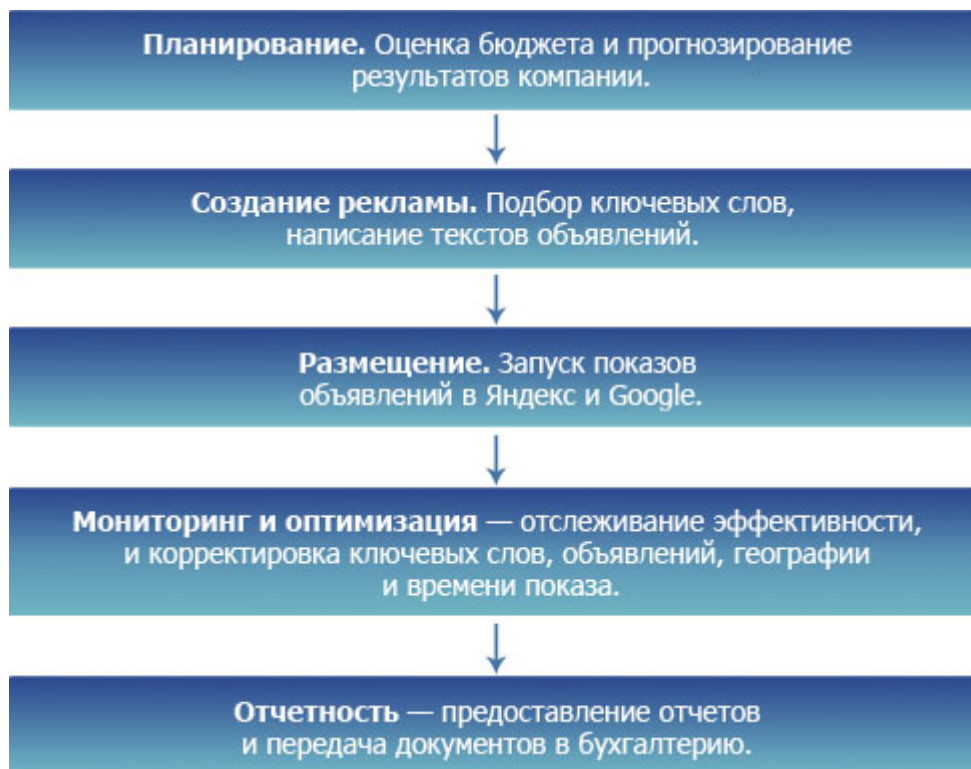 Планирование. Оценка бюджета и прогнозирование
результатов компании.
Создание рекламы. Подбор ключевых слов,
написание текстов объявлений.
Размещение. Запуск показов
объявлений в Яндекс и Google.
Мониторинг и оптимизация — отслеживание эффективности,
и корректировка ключевых слов, объявлений, географии
и времени показа.
Отчетность — предоставление отчетов
и передача документов в бухгалтерию.